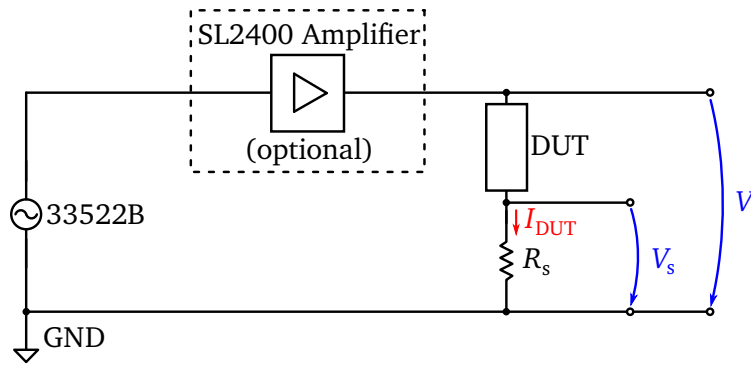 SL2400 Amplifier
(optional)
DUT
33522B
I_DUT
V
R_s
V_s
GND